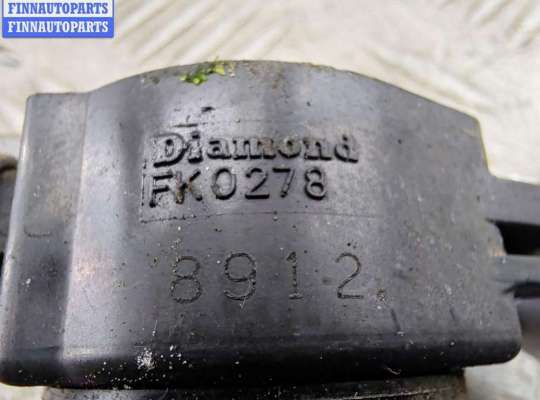 FINNAUTOPARTS
FINNAUTOPARTS
Diamond
FK0278
8912.